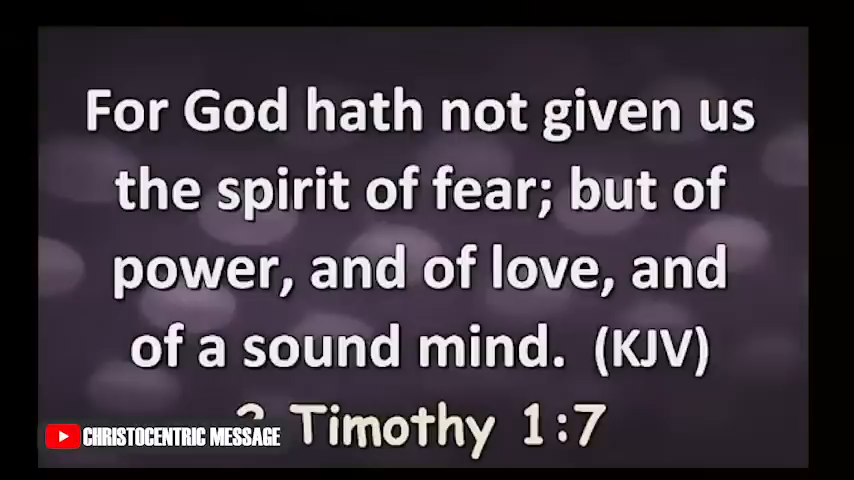 For God hath not given us
the spirit of fear; but of
power, and of love, and
of a sound mind. (KJV)
Timothy 1:7
CHRISTOCENTRIC MESSAGE